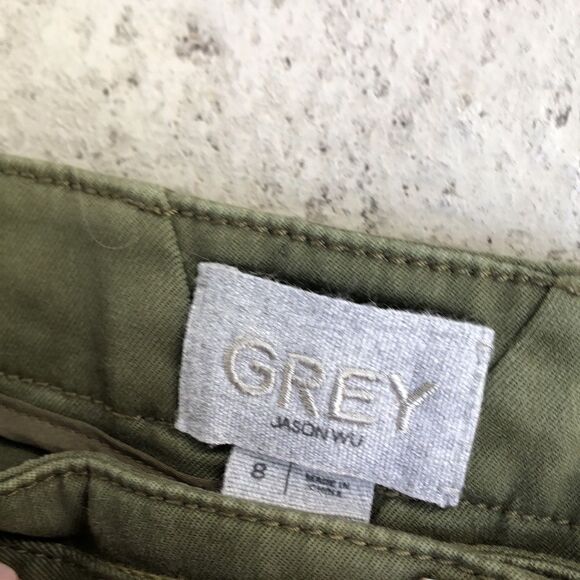 GREY
JASON WU
8 | MADE IN
CHINA